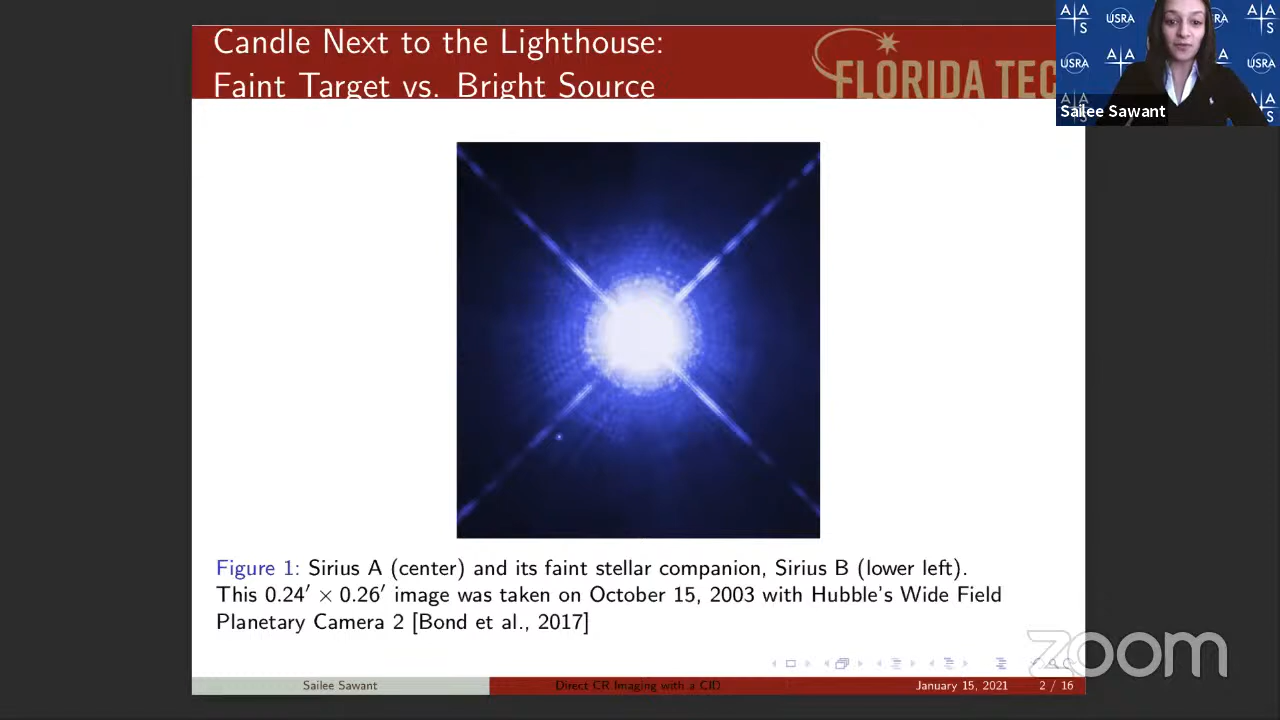 Candle Next to the Lighthouse:
Faint Target vs. Bright Source
FLORIDA TEC
A A S
USRA
RA
A A S
USRA
A A
A
USRA
A A S
A S
Sailee Sawant
Figure 1: Sirius A (center) and its faint stellar companion, Sirius B (lower left).
This 0.24′ × 0.26′ image was taken on October 15, 2003 with Hubble's Wide Field
Planetary Camera 2 [Bond et al., 2017]
zoom
Sailee Sawant
Direct CR Imaging with a CID
January 15, 2021
2 / 16